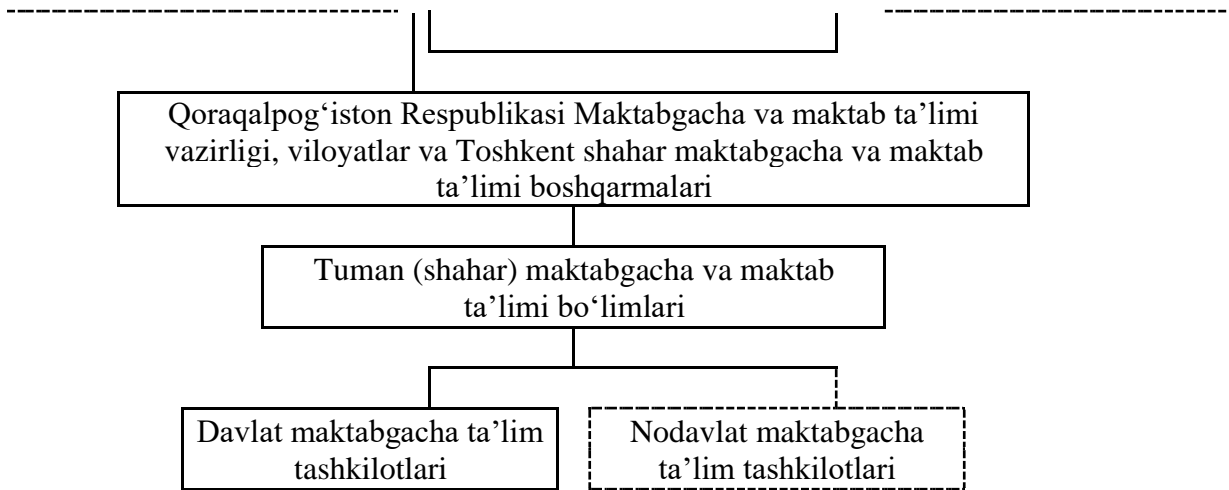 Qoraqalpog‘iston Respublikasi Maktabgacha va maktab ta’limi
vazirligi, viloyatlar va Toshkent shahar maktabgacha va maktab
ta’limi boshqarmalari
Tuman (shahar) maktabgacha va maktab
ta’limi bo‘limlari
Davlat maktabgacha ta’lim
tashkilotlari
Nodavlat maktabgacha
ta’lim tashkilotlari